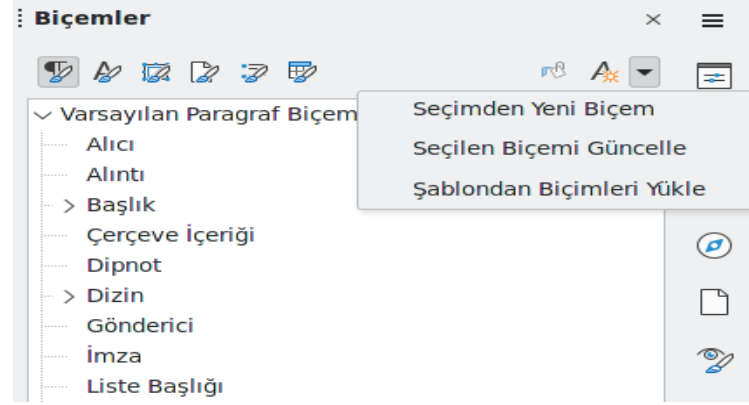 Biçemler
Varsayılan Paragraf Biçem
Seçimden Yeni Biçem
Seçilen Biçemi Güncelle
Şablondan Biçimleri Yükle
Alıcı
Alıntı
Başlık
Çerçeve İçeriği
Dipnot
Dizin
Gönderici
İmza
Liste Başlığı